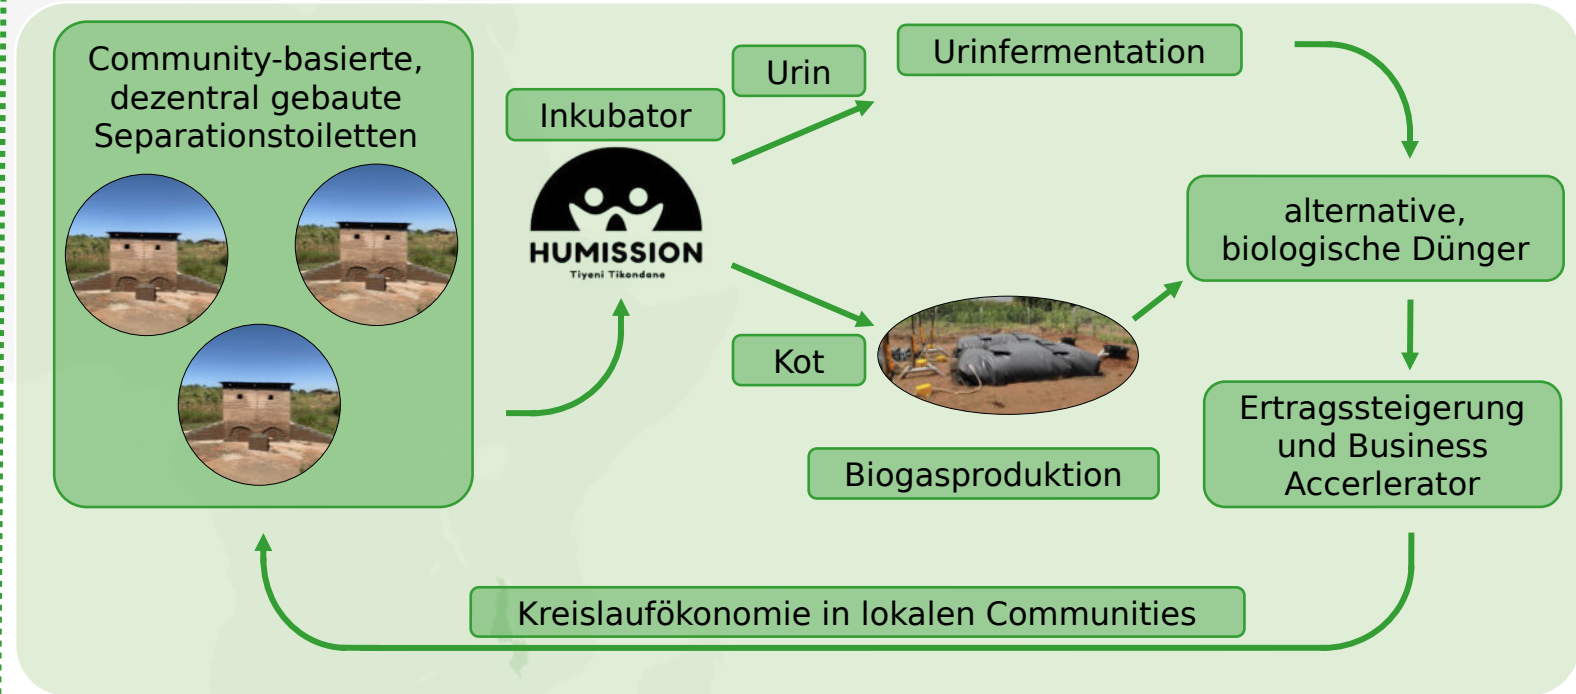 Community-basierte,
dezentral gebaute
Separationstoiletten
Inkubator
HUMISSION
Tiyeni Tikondane
Urin
Urinfermentation
Kot
Biogasproduktion
alternative,
biologische Dünger
Ertragssteigerung
und Business
Accerlerator
Kreislaufökonomie in lokalen Communities